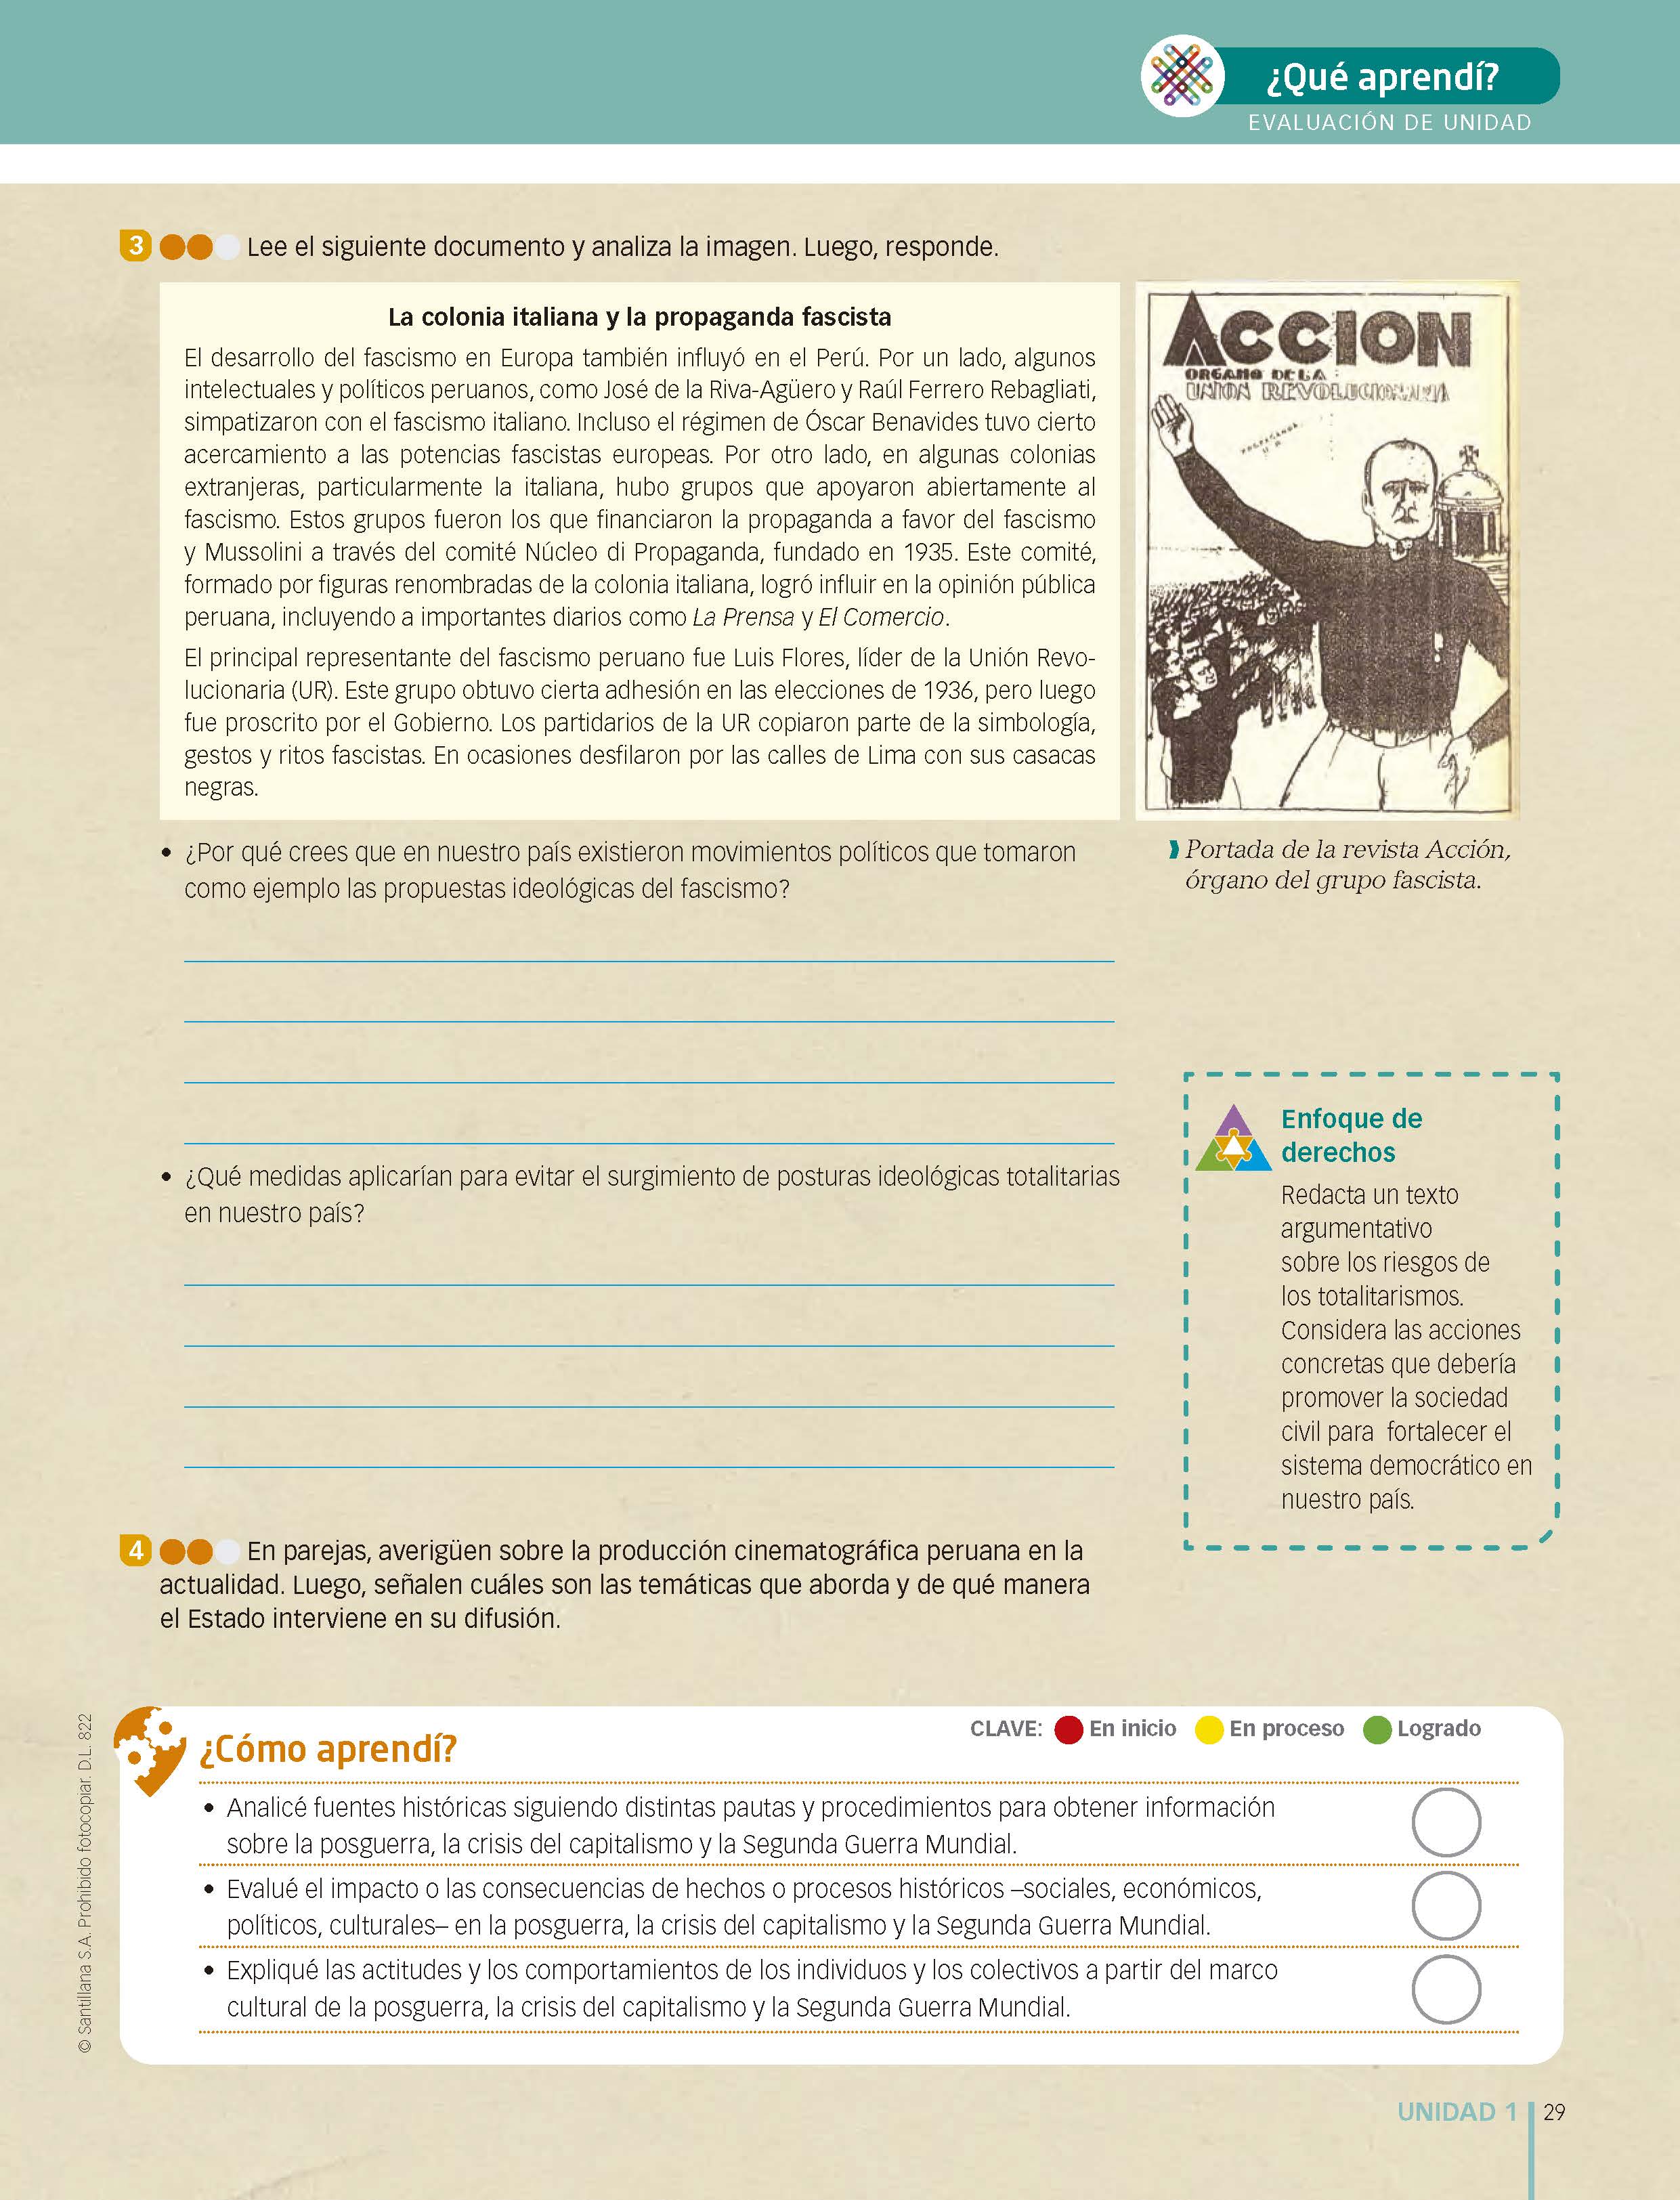 ¿Qué aprendí?
EVALUACIÓN DE UNIDAD
3 Lee el siguiente documento y analiza la imagen. Luego, responde.
La colonia italiana y la propaganda fascista
El desarrollo del fascismo en Europa también influyó en el Perú. Por un lado, algunos
intelectuales y políticos peruanos, como José de la Riva-Agüero y Raúl Ferrero Rebagliati,
simpatizaron con el fascismo italiano. Incluso el régimen de Óscar Benavides tuvo cierto
acercamiento a las potencias fascistas europeas. Por otro lado, en algunas colonias
extranjeras, particularmente la italiana, hubo grupos que apoyaron abiertamente al
fascismo. Estos grupos fueron los que financiaron la propaganda a favor del fascismo
y Mussolini a través del comité Núcleo di Propaganda, fundado en 1935. Este comité,
formado por figuras renombradas de la colonia italiana, logró influir en la opinión pública
peruana, incluyendo a importantes diarios como La Prensa y El Comercio.
El principal representante del fascismo peruano fue Luis Flores, líder de la Unión Revo-
lucionaria (UR). Este grupo obtuvo cierta adhesión en las elecciones de 1936, pero luego
fue proscrito por el Gobierno. Los partidarios de la UR copiaron parte de la simbología,
gestos y ritos fascistas. En ocasiones desfilaron por las calles de Lima con sus casacas
negras.
ACCION
ORGANO DE LA :
UNION REVOLUCIONARIA
Portada de la revista Acción,
órgano del grupo fascista.
• ¿Por qué crees que en nuestro país existieron movimientos políticos que tomaron
como ejemplo las propuestas ideológicas del fascismo?
• ¿Qué medidas aplicarían para evitar el surgimiento de posturas ideológicas totalitarias
en nuestro país?
Enfoque de
derechos
Redacta un texto
argumentativo
sobre los riesgos de
los totalitarismos.
Considera las acciones
concretas que debería
promover la sociedad
civil para fortalecer el
sistema democrático en
nuestro país.
4 En parejas, averigüen sobre la producción cinematográfica peruana en la
actualidad. Luego, señalen cuáles son las temáticas que aborda y de qué manera
el Estado interviene en su difusión.
¿Cómo aprendí?
CLAVE: En inicio En proceso Logrado
• Analicé fuentes históricas siguiendo distintas pautas y procedimientos para obtener información
sobre la posguerra, la crisis del capitalismo y la Segunda Guerra Mundial.
• Evalué el impacto o las consecuencias de hechos o procesos históricos –sociales, económicos,
políticos, culturales– en la posguerra, la crisis del capitalismo y la Segunda Guerra Mundial.
• Expliqué las actitudes y los comportamientos de los individuos y los colectivos a partir del marco
cultural de la posguerra, la crisis del capitalismo y la Segunda Guerra Mundial.
© Santillana S.A. Prohibido fotocopiar. D.L. 822
UNIDAD 1 29